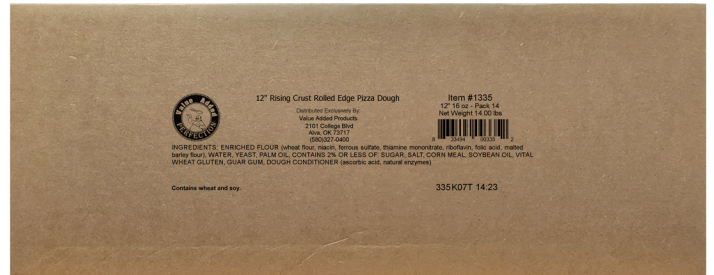 Value Added
PERFECTION
12" Rising Crust Rolled Edge Pizza Dough
Distributed Exclusively By:
Value Added Products
2101 College Blvd
Alva, OK 73717
(580)327-0400
Item #1335
12" 16 oz - Pack 14
Net Weight 14.00 lbs
8 33494 00335 2
INGREDIENTS: ENRICHED FLOUR (wheat flour, niacin, ferrous sulfate, thiamine mononitrate, riboflavin, folic acid, malted
barley flour), WATER, YEAST, PALM OIL, CONTAINS 2% OR LESS OF: SUGAR, SALT, CORN MEAL, SOYBEAN OIL, VITAL
WHEAT GLUTEN, GUAR GUM, DOUGH CONDITIONER (ascorbic acid, natural enzymes)
Contains wheat and soy.
335K07T 14:23